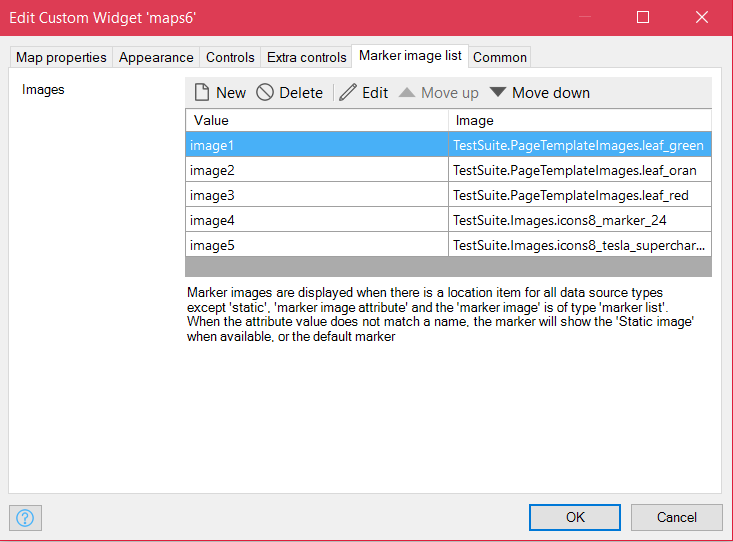 Edit Custom Widget 'maps6'
Map properties Appearance Controls Extra controls Marker image list Common
Images
New Delete Edit Move up Move down
Value Image
image1 TestSuite.PageTemplateImages.leaf_green
image2 TestSuite.PageTemplateImages.leaf_oran
image3 TestSuite.PageTemplateImages.leaf_red
image4 TestSuite.Images.icons8_marker_24
image5 TestSuite.Images.icons8_tesla_superchar...
Marker images are displayed when there is a location item for all data source types
except 'static', 'marker image attribute' and the 'marker image' is of type 'marker list'.
When the attribute value does not match a name, the marker will show the 'Static image'
when available, or the default marker
? OK Cancel